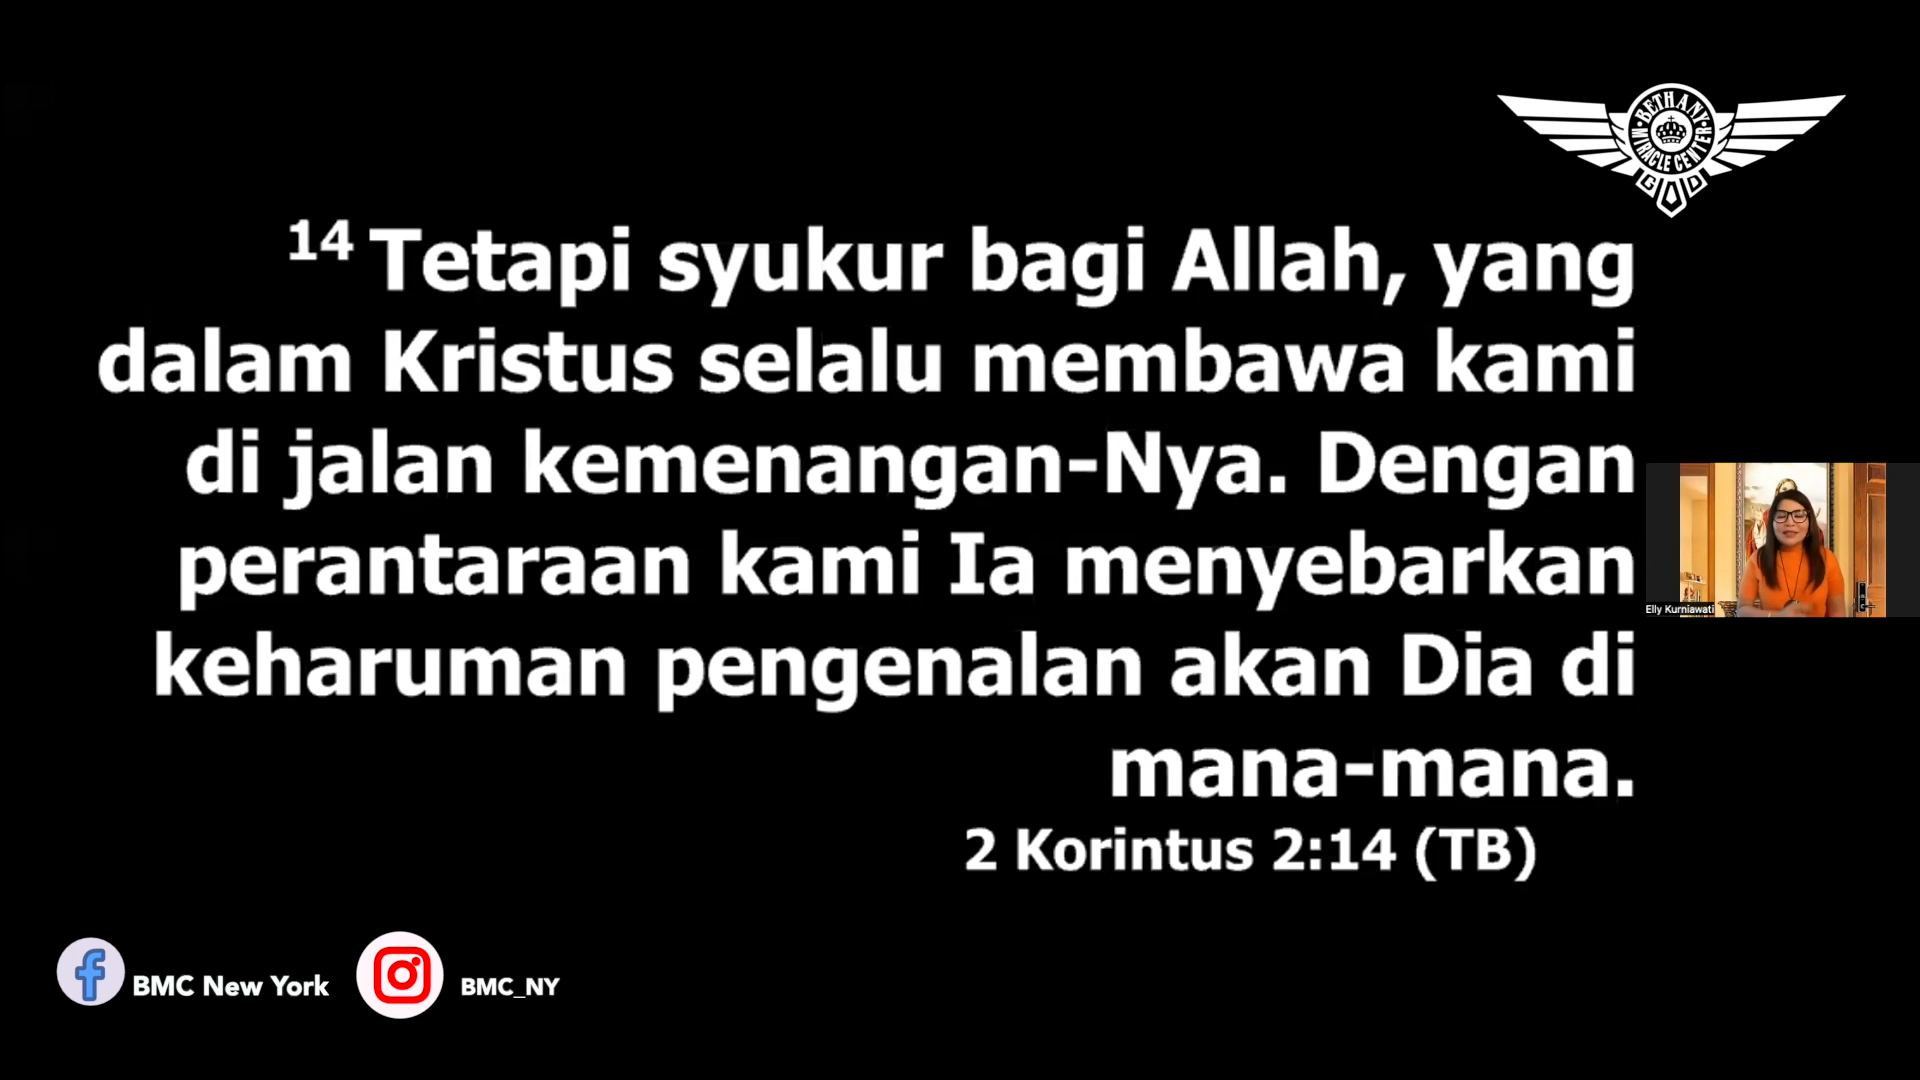 BETHANY
MIRACLE CENTER
GAD
14 Tetapi syukur bagi Allah, yang
dalam Kristus selalu membawa kami
di jalan kemenangan-Nya. Dengan
perantaraan kami Ia menyebarkan
keharuman pengenalan akan Dia di
mana-mana.
2 Korintus 2:14 (TB)
Elly Kurniawati
BMC New York
BMC_NY